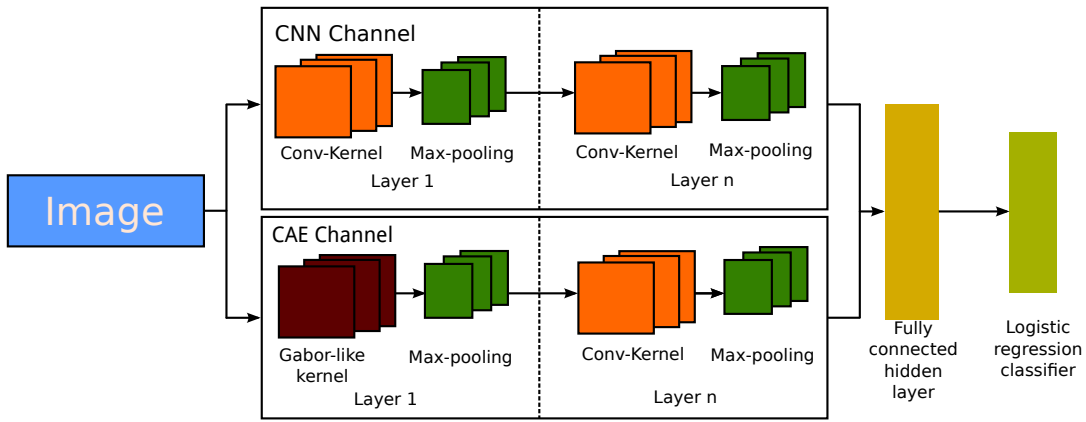 Image
CNN Channel
Conv-Kernel
Max-pooling
Layer 1
Conv-Kernel
Max-pooling
Layer n
CAE Channel
Gabor-like
kernel
Max-pooling
Layer 1
Conv-Kernel
Max-pooling
Layer n
Fully
connected
hidden
layer
Logistic
regression
classifier